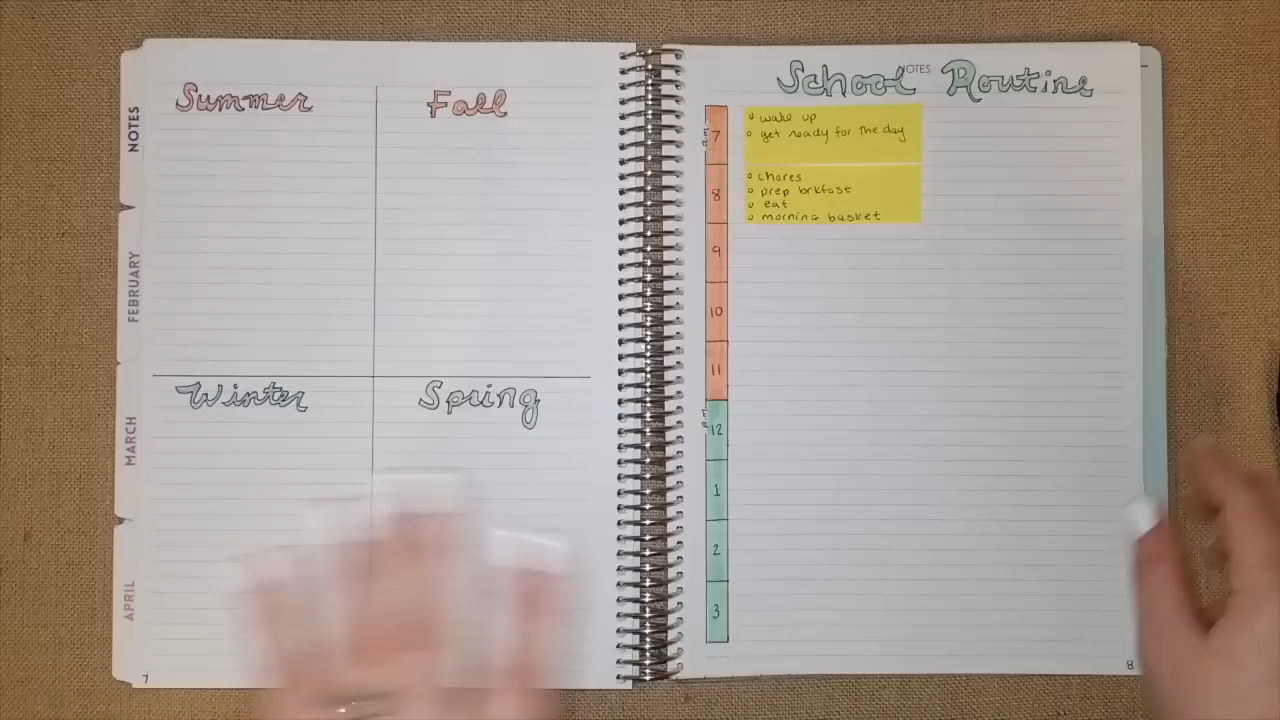 NOTES
FEBRUARY
MARCH
APRIL
Summer
Fall
Winter
Spring
7
NOTES
School Routine
a.m.
7
o wake up
o get ready for the day
8
o chores
o prep brkfast
o eat
o morning basket
9
10
11
p.m.
12
1
2
3
8